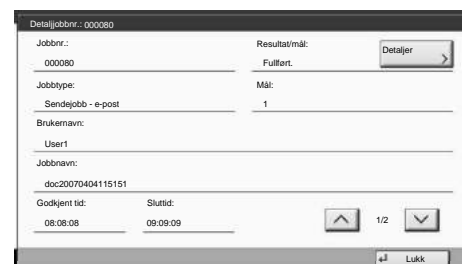 Detaljjobbnr.: 000080
Jobbnr.:
000080
Resultat/mål:
Fullført.
Detaljer
Jobbtype:
Sendejobb - e-post
Mål:
1
Brukernavn:
User1
Jobbnavn:
doc20070404115151
Godkjent tid:
08:08:08
Sluttid:
09:09:09
1/2
Lukk